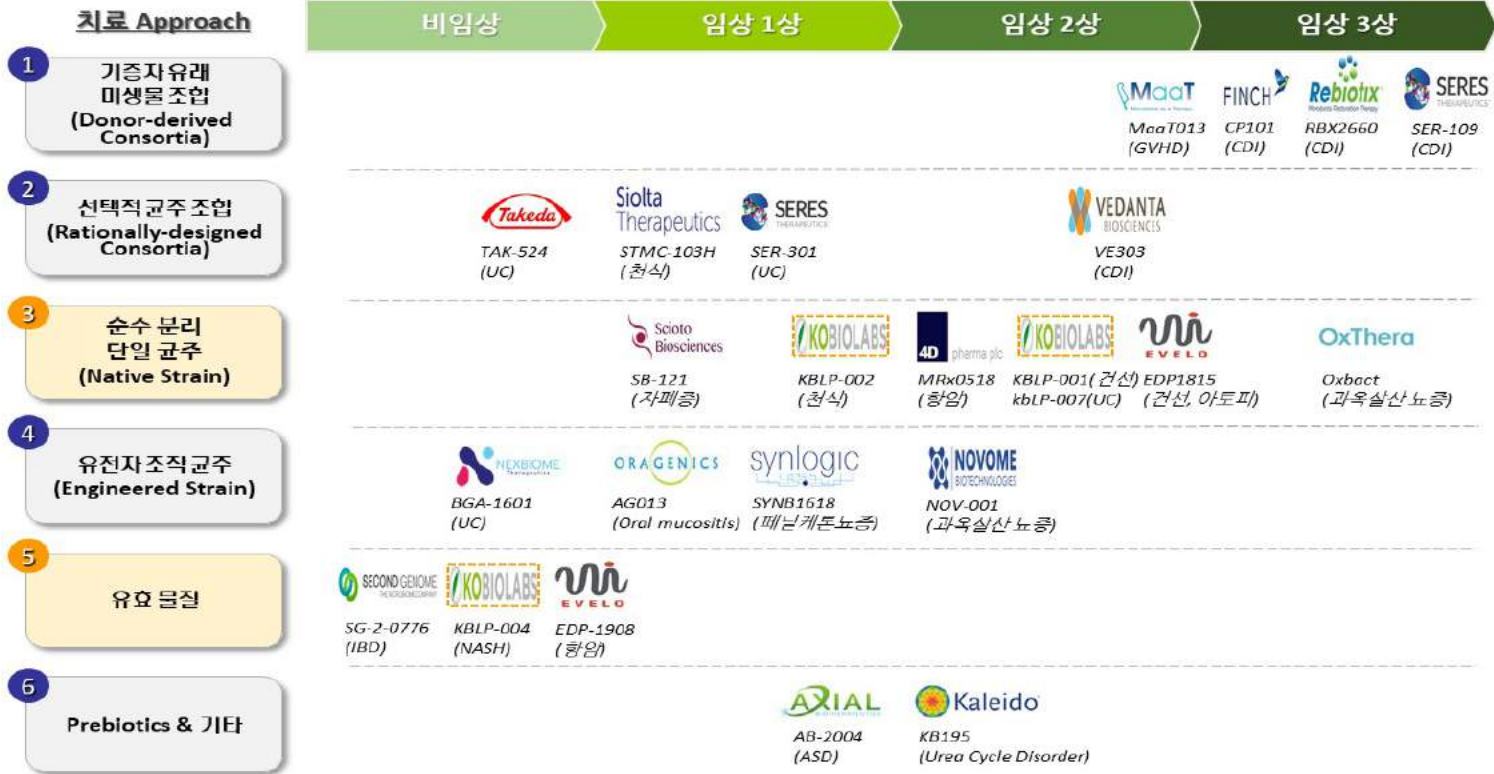 치료 Approach
비임상
임상 1상
임상 2상
임상 3상
1
기증자 유래
미생물 조합
(Donor-derived
Consortia)
MaaT
FINCH
Rebiotix
SERES
THERAPEUTICS
MaaT013
(GVHD)
CP101
(CDI)
RBX2660
(CDI)
SER-109
(CDI)
2
선택적 균주 조합
(Rationally-designed
Consortia)
Takeda
Siolta
Therapeutics
SERES
THERAPEUTICS
VEDANTA
BIOSCIENCES
TAK-524
(UC)
STMC-103H
(천식)
SER-301
(UC)
VE303
(CDI)
3
순수 분리
단일 균주
(Native Strain)
Scioto
Biosciences
KOBIOLABS
4D pharma plc
KOBIOLABS
EVELO
OxThera
SB-121
(자폐증)
KBLP-002
(천식)
MRx0518
(항암)
KBLP-001(건선)
kbLP-007(UC)
EDP1815
(건선, 아토피)
Oxbact
(과옥살산뇨증)
4
유전자 조작 균주
(Engineered Strain)
NEXBIOME
Therapeutics
ORAGENICS
synlogic
NOVOME
BIOTECHNOLOGIES
BGA-1601
(UC)
AG013
(Oral mucositis)
SYNB1618
(페닐케톤뇨증)
NOV-001
(과옥살산뇨증)
5
유효 물질
SECOND GENOME
KOBIOLABS
EVELO
SG-2-0776
(IBD)
KBLP-004
(NASH)
EDP-1908
(항암)
6
Prebiotics & 기타
AXIAL
Kaleido
AB-2004
(ASD)
KB195
(Urea Cycle Disorder)